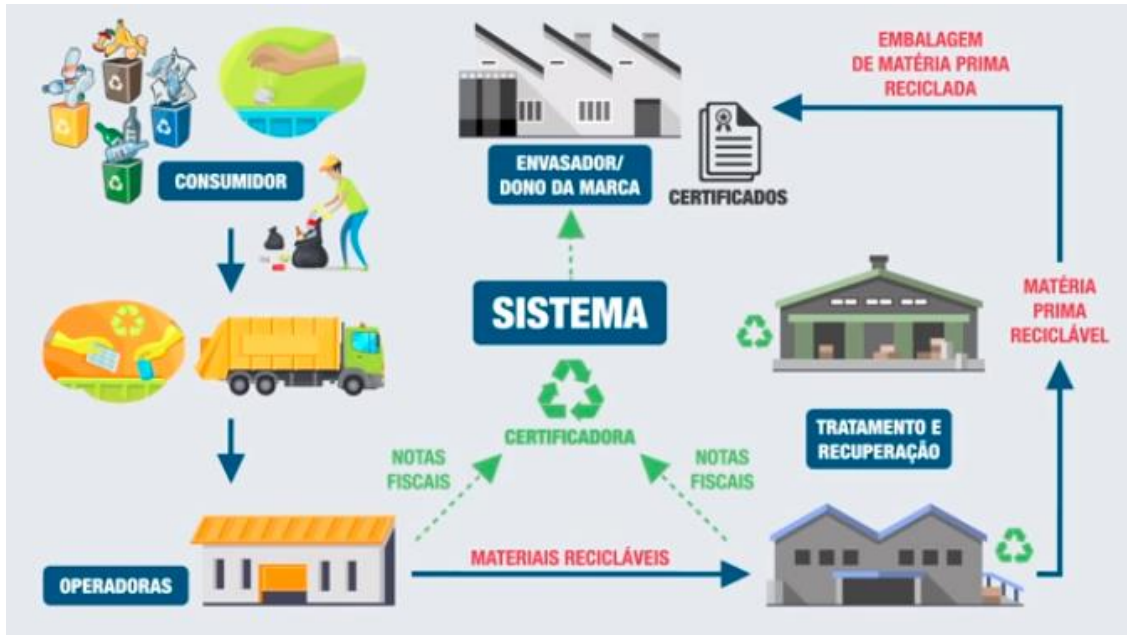 CONSUMIDOR
ENVASADOR/
DONO DA MARCA
CERTIFICADOS
EMBALAGEM
DE MATÉRIA PRIMA
RECICLADA
SISTEMA
CERTIFICADORA
MATÉRIA
PRIMA
RECICLÁVEL
TRATAMENTO E
RECUPERAÇÃO
NOTAS
FISCAIS
NOTAS
FISCAIS
MATERIAIS RECICLÁVEIS
OPERADORAS